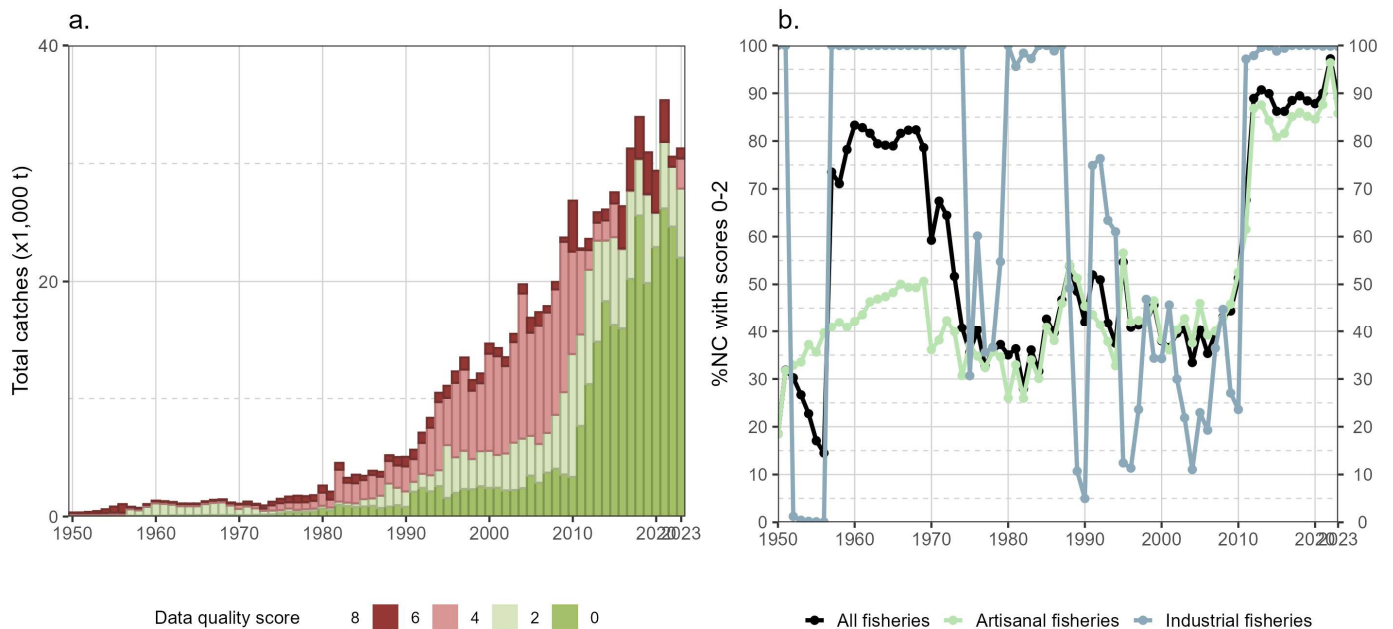 a.
Total catches (x1,000 t)
40
20
0
1950 1960 1970 1980 1990 2000 2010 2020 2023
Data quality score 8 6 4 2 0
b.
%NC with scores 0-2
100 100
90 90
80 80
70 70
60 60
50 50
40 40
30 30
20 20
10 10
0 0
1950 1960 1970 1980 1990 2000 2010 2020 2023
All fisheries Artisanal fisheries Industrial fisheries